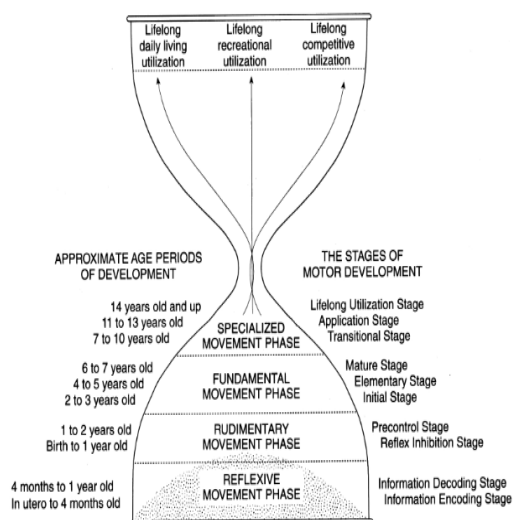 Lifelong
daily living
utilization
Lifelong
recreational
utilization
Lifelong
competitive
utilization
APPROXIMATE AGE PERIODS
OF DEVELOPMENT
THE STAGES OF
MOTOR DEVELOPMENT
14 years old and up
11 to 13 years old
7 to 10 years old
SPECIALIZED
MOVEMENT PHASE
Lifelong Utilization Stage
Application Stage
Transitional Stage
6 to 7 years old
4 to 5 years old
2 to 3 years old
FUNDAMENTAL
MOVEMENT PHASE
Mature Stage
Elementary Stage
Initial Stage
1 to 2 years old
Birth to 1 year old
RUDIMENTARY
MOVEMENT PHASE
Precontrol Stage
Reflex Inhibition Stage
4 months to 1 year old
In utero to 4 months old
REFLEXIVE
MOVEMENT PHASE
Information Decoding Stage
Information Encoding Stage